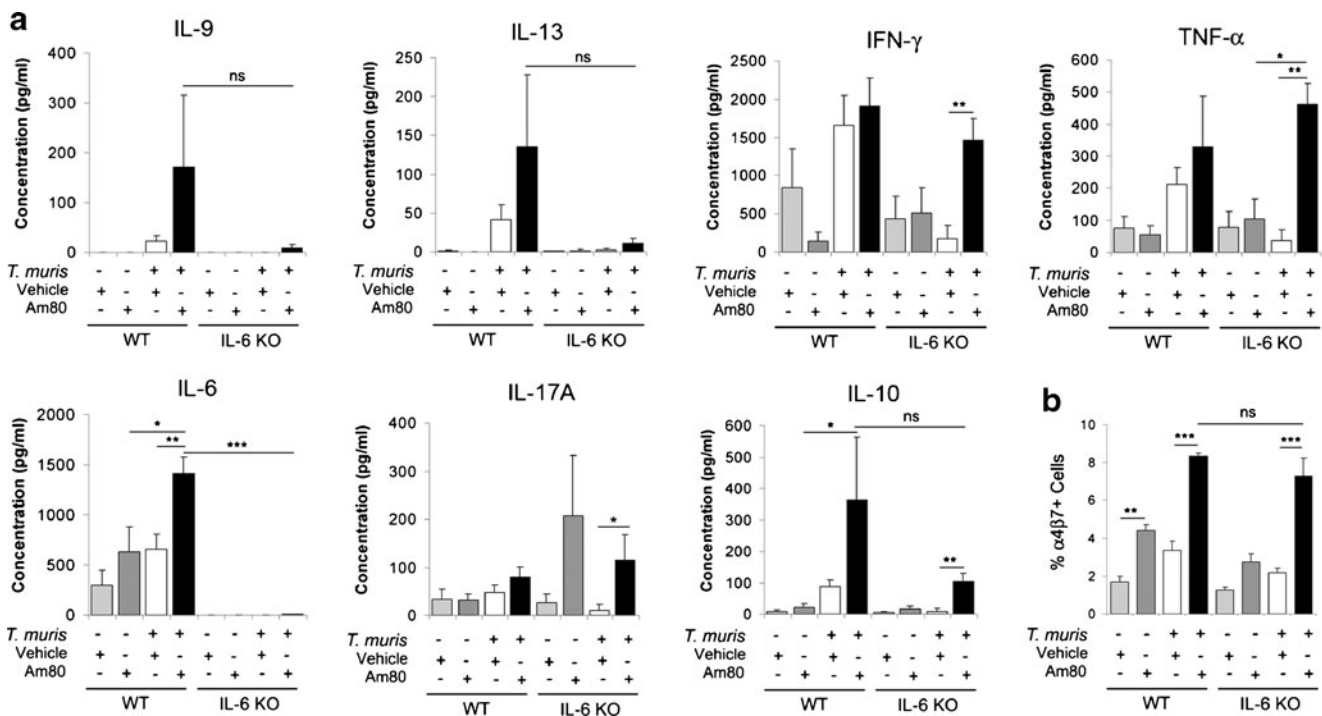 a
IL-9
Concentration (pg/ml)
400
300
200
100
0
ns
T. muris - - + + - - + +
Vehicle + - + - + - + -
Am80 - + - + - + - +
WT IL-6 KO
IL-13
Concentration (pg/ml)
250
200
150
100
50
0
ns
T. muris - - + + - - + +
Vehicle + - + - + - + -
Am80 - + - + - + - +
WT IL-6 KO
IFN-γ
Concentration (pg/ml)
2500
2000
1500
1000
500
0
**
T. muris - - + + - - + +
Vehicle + - + - + - + -
Am80 - + - + - + - +
WT IL-6 KO
TNF-α
Concentration (pg/ml)
600
500
400
300
200
100
0
*
**
T. muris - - + + - - + +
Vehicle + - + - + - + -
Am80 - + - + - + - +
WT IL-6 KO
IL-6
Concentration (pg/ml)
2000
1500
1000
500
0
*
**
***
T. muris - - + + - - + +
Vehicle + - + - + - + -
Am80 - + - + - + - +
WT IL-6 KO
IL-17A
Concentration (pg/ml)
400
300
200
100
0
*
T. muris - - + + - - + +
Vehicle + - + - + - + -
Am80 - + - + - + - +
WT IL-6 KO
IL-10
Concentration (pg/ml)
600
500
400
300
200
100
0
*
ns
**
T. muris - - + + - - + +
Vehicle + - + - + - + -
Am80 - + - + - + - +
WT IL-6 KO
b
% α4β7+ Cells
10
8
6
4
2
0
**
***
ns
***
T. muris - - + + - - + +
Vehicle + - + - + - + -
Am80 - + - + - + - +
WT IL-6 KO